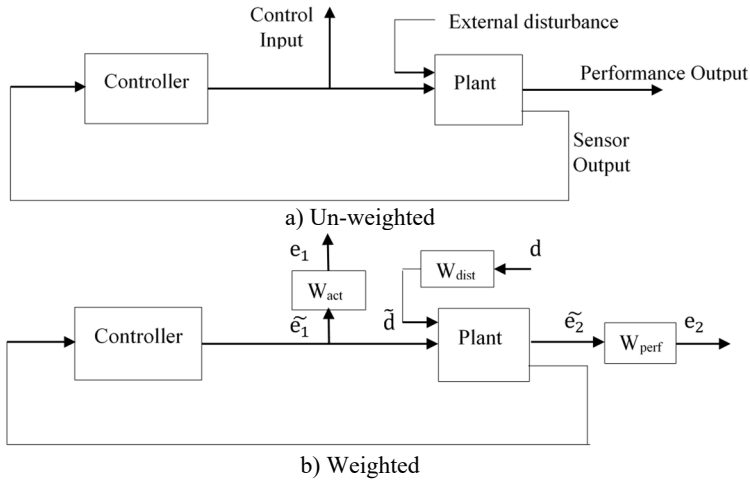 Control
Input
External disturbance
Controller
Plant
Performance Output
Sensor
Output
a) Un-weighted
e₁
W_act
W_dist
d
ẽ₁
d̃
Controller
Plant
ẽ₂
W_perf
e₂
b) Weighted